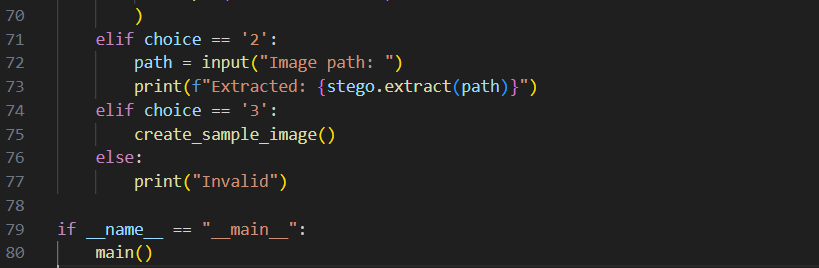 70 )
71 elif choice == '2':
72 path = input("Image path: ")
73 print(f"Extracted: {stego.extract(path)}")
74 elif choice == '3':
75 create_sample_image()
76 else:
77 print("Invalid")
78
79 if __name__ == "__main__":
80 main()